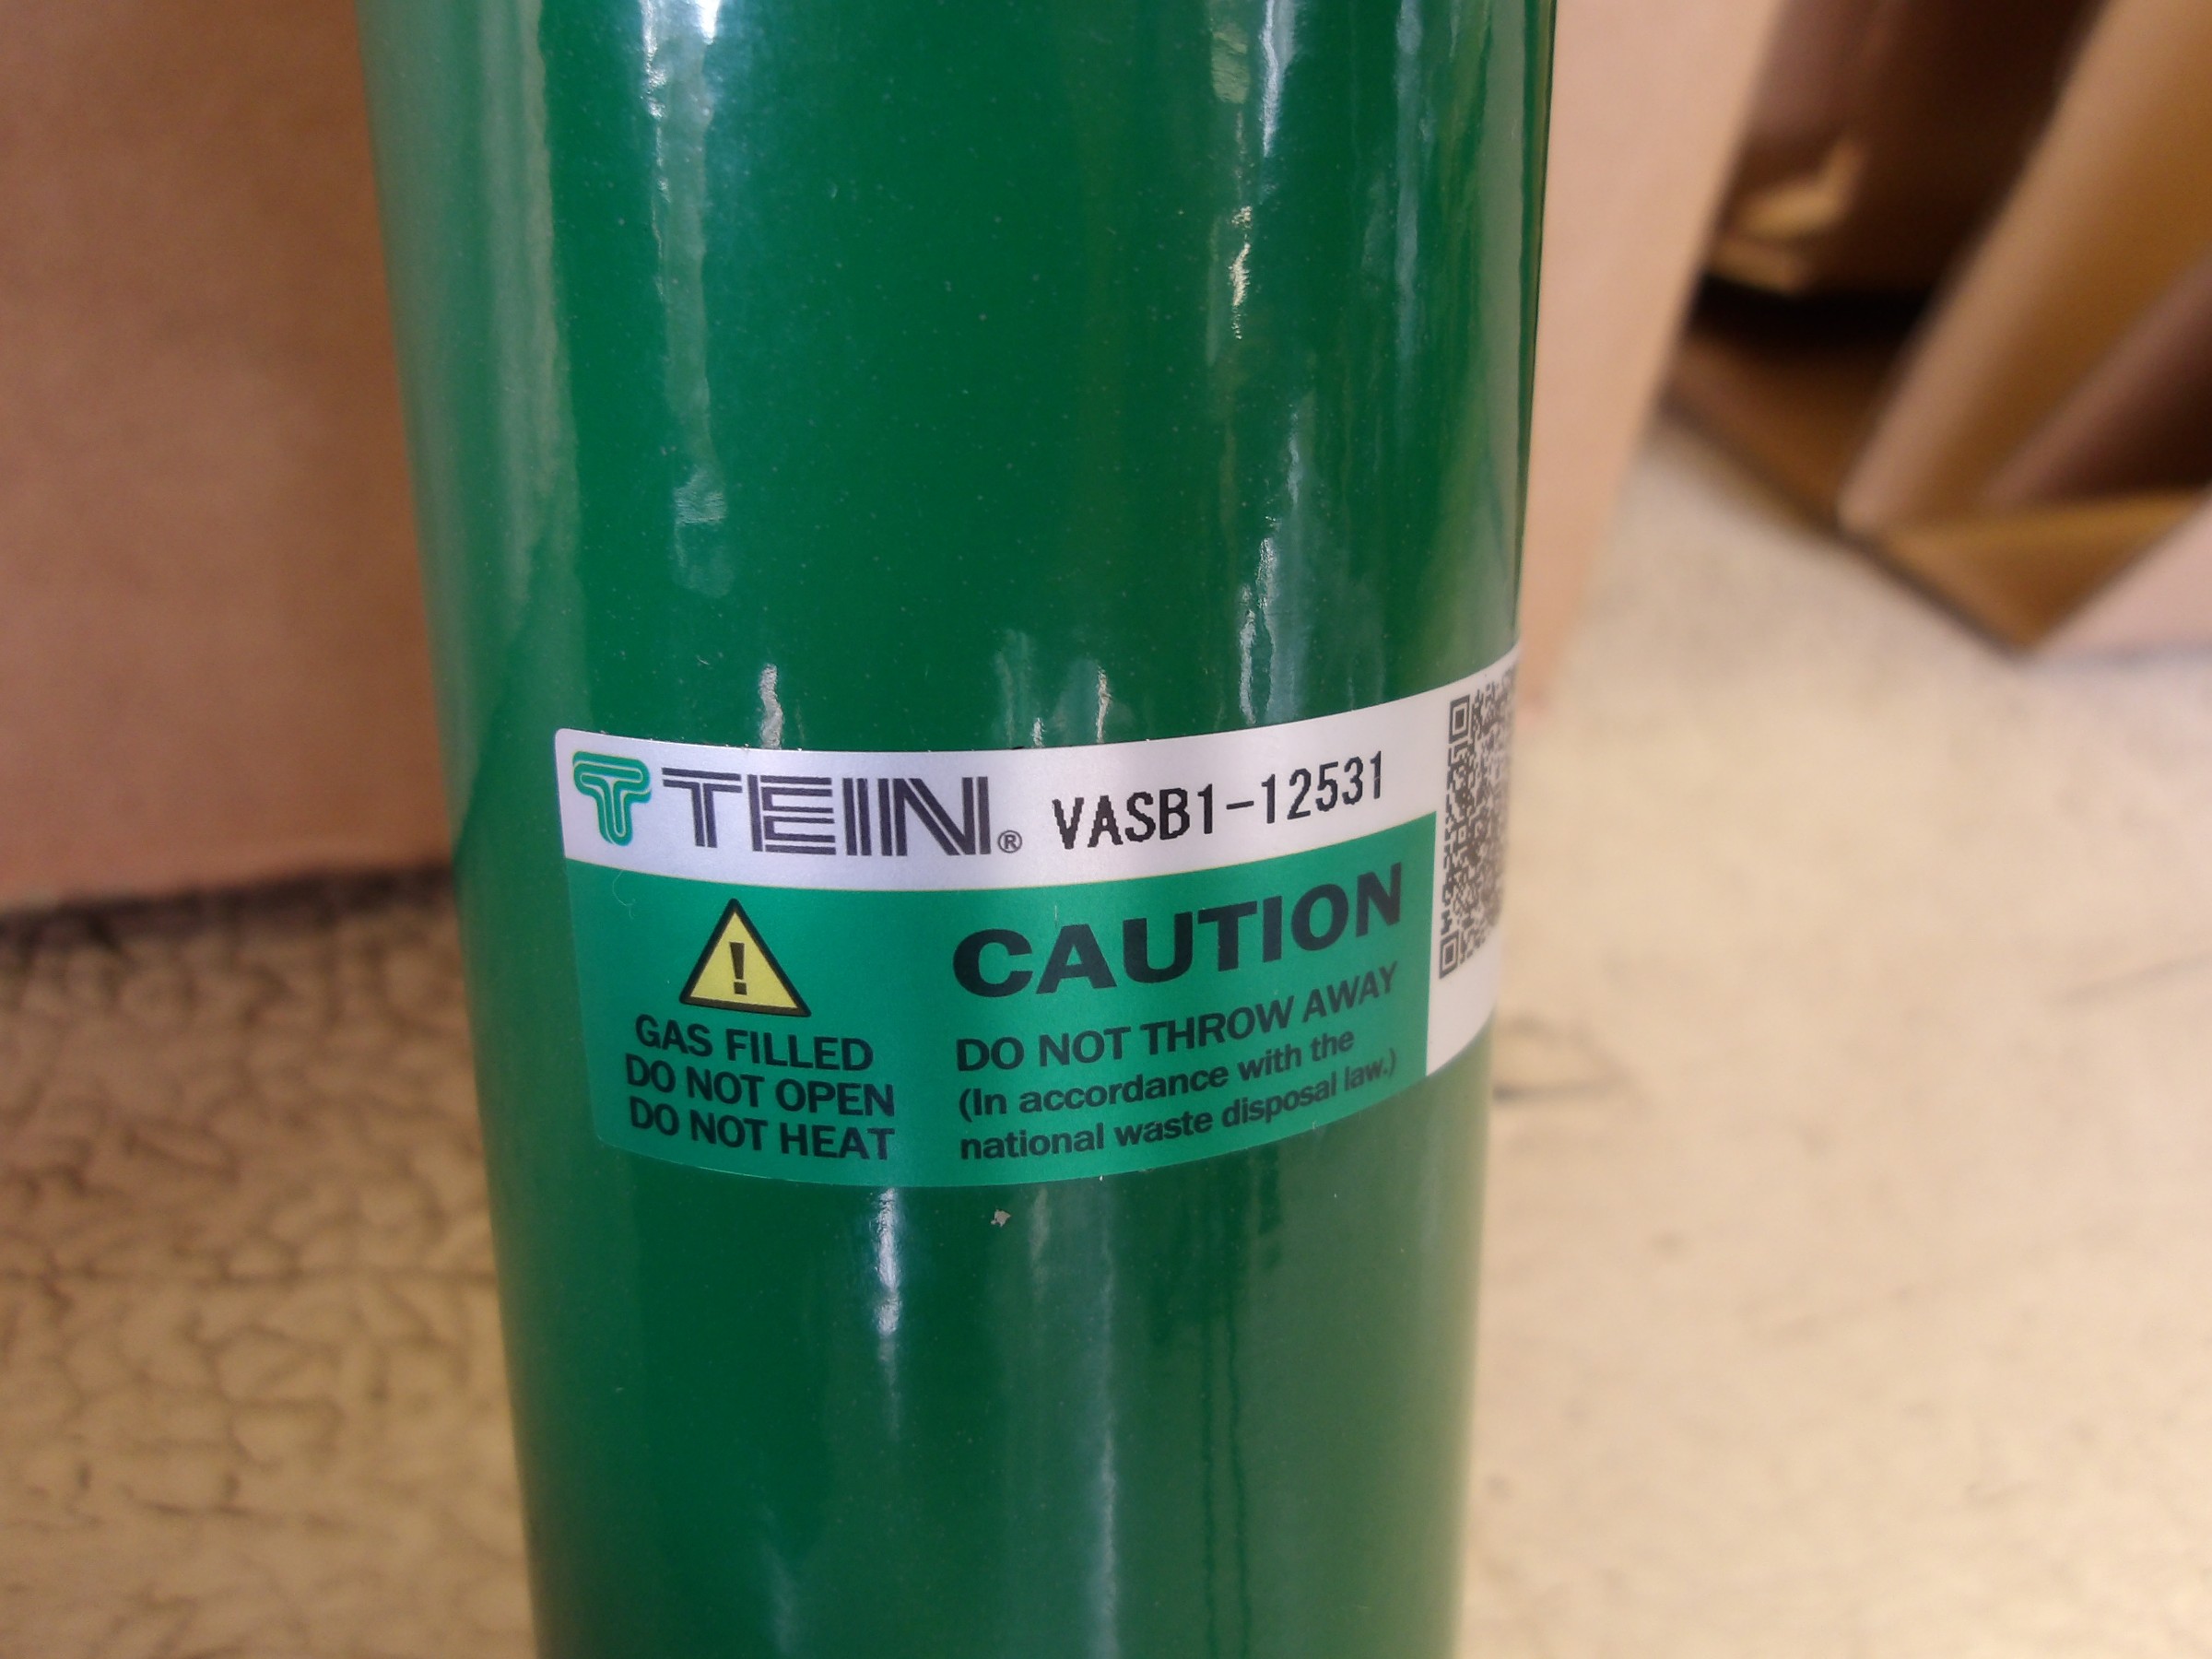 TEIN® VASB1-12531
GAS FILLED
DO NOT OPEN
DO NOT HEAT
CAUTION
DO NOT THROW AWAY
(In accordance with the
national waste disposal law.)